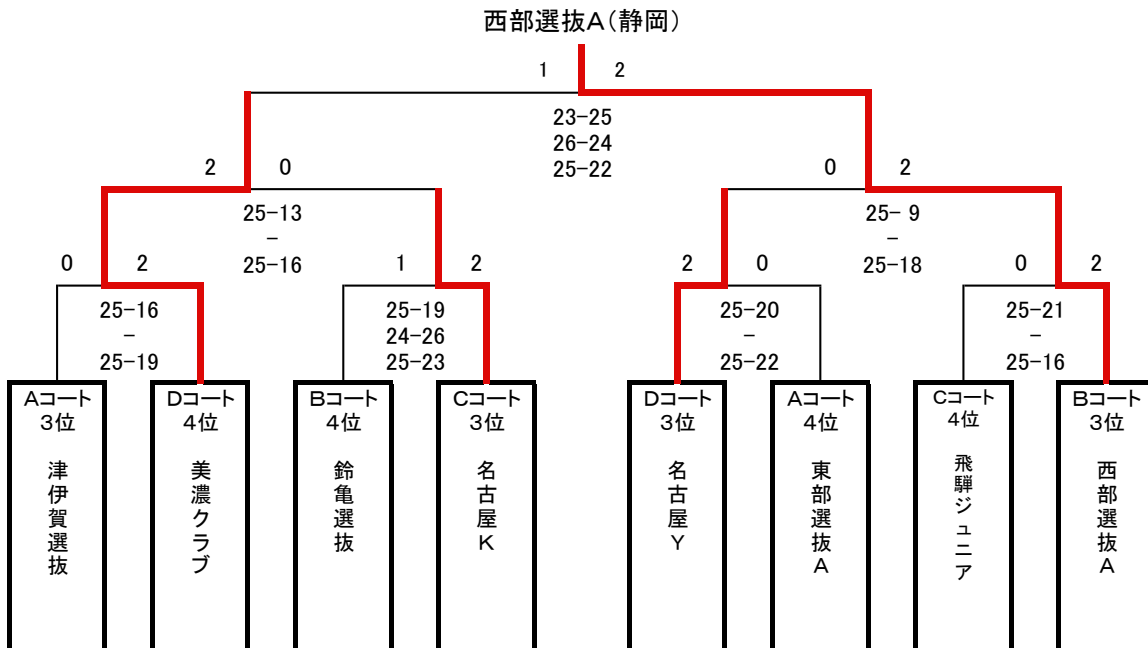 西部選抜A（静岡）
1 2
23-25
26-24
25-22
2 0
0 2
25-13
-
25-16
25- 9
-
25-18
0 2
1 2
2 0
0 2
25-16
-
25-19
25-19
24-26
25-23
25-20
-
25-22
25-21
-
25-16
Aコート
3位
津伊賀選抜
Dコート
4位
美濃クラブ
Bコート
4位
鈴亀選抜
Cコート
3位
名古屋K
Dコート
3位
名古屋Y
Aコート
4位
東部選抜A
Cコート
4位
飛騨ジュニア
Bコート
3位
西部選抜A